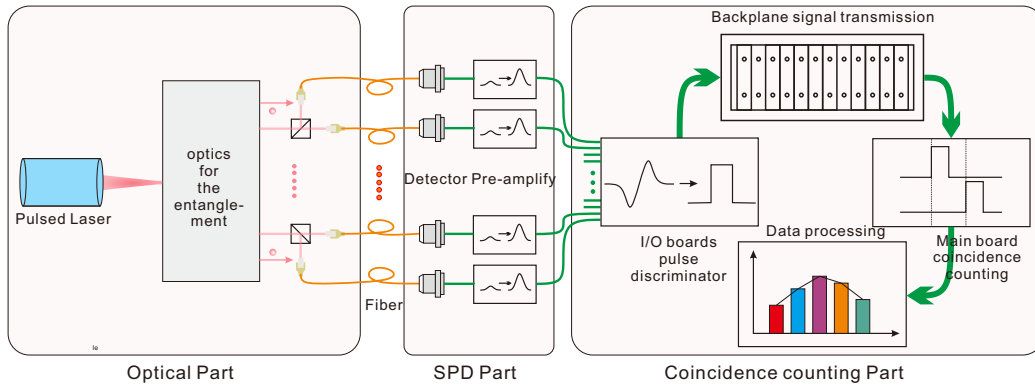 Pulsed Laser
optics
for
the
entangle-
ment
le
Fiber
Optical Part
Detector Pre-amplify
SPD Part
Backplane signal transmission
I/O boards
pulse
discriminator
Main board
coincidence
counting
Data processing
Coincidence counting Part